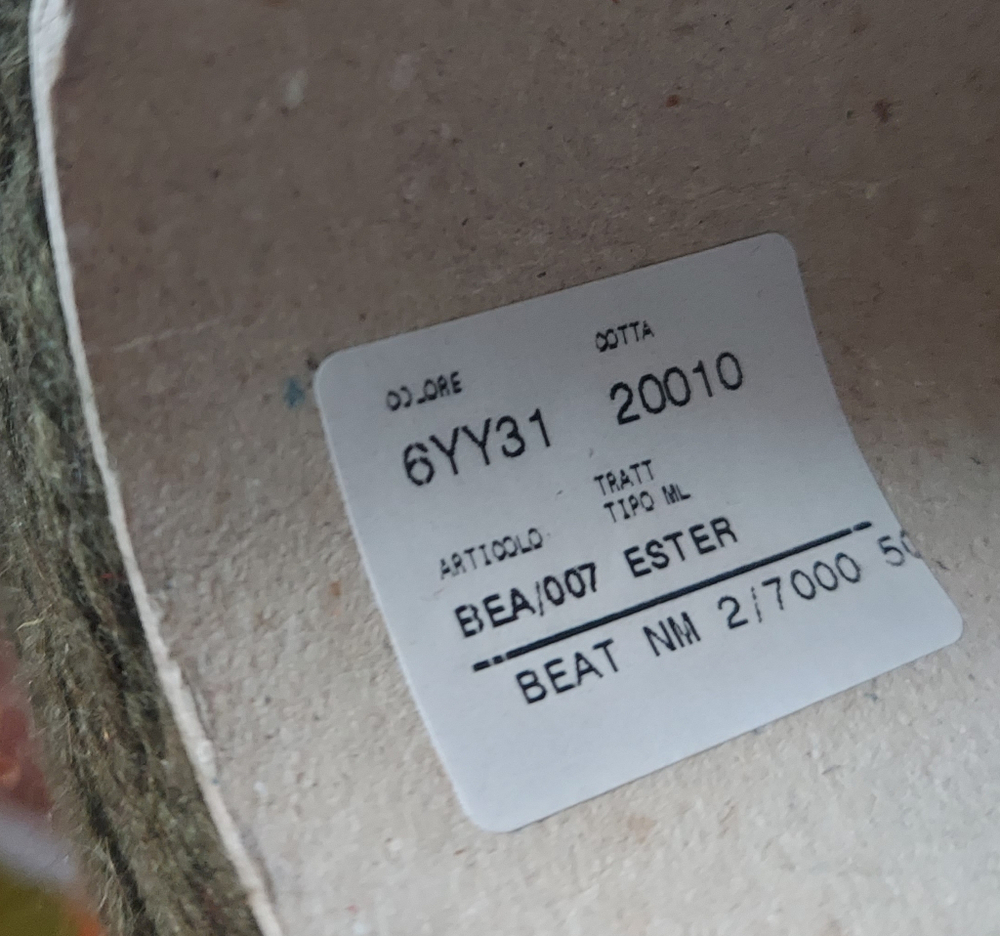 COLORE COTTA
6YY31 20010
TRATT
TIPO ML
ARTICOLO
BEA/007 ESTER
BEAT NM 2/7000